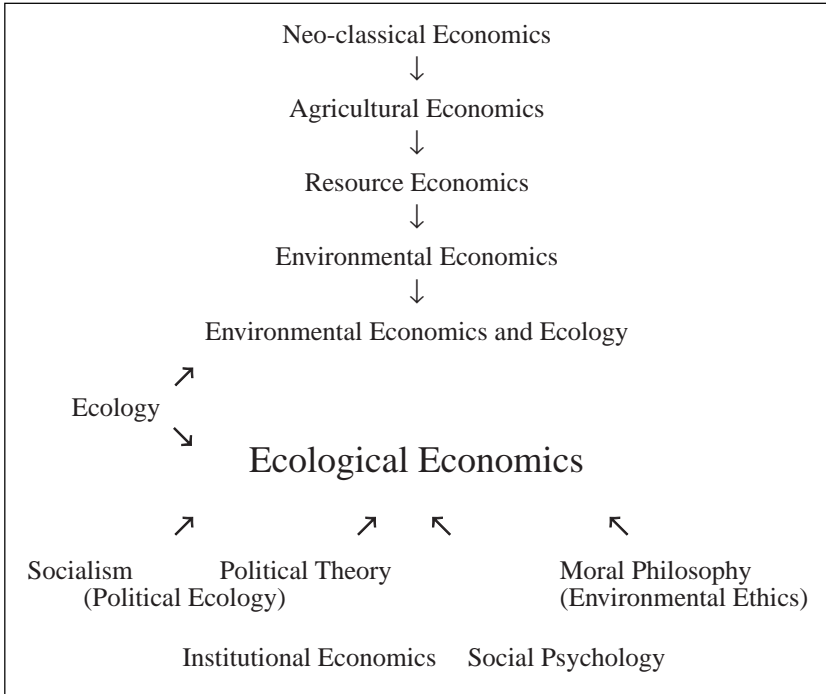 Neo-classical Economics
↓
Agricultural Economics
↓
Resource Economics
↓
Environmental Economics
↓
Environmental Economics and Ecology
↗
Ecology
↘
Ecological Economics
↗ ↗ ↖ ↖
Socialism Political Theory Moral Philosophy
(Political Ecology) (Environmental Ethics)
Institutional Economics Social Psychology